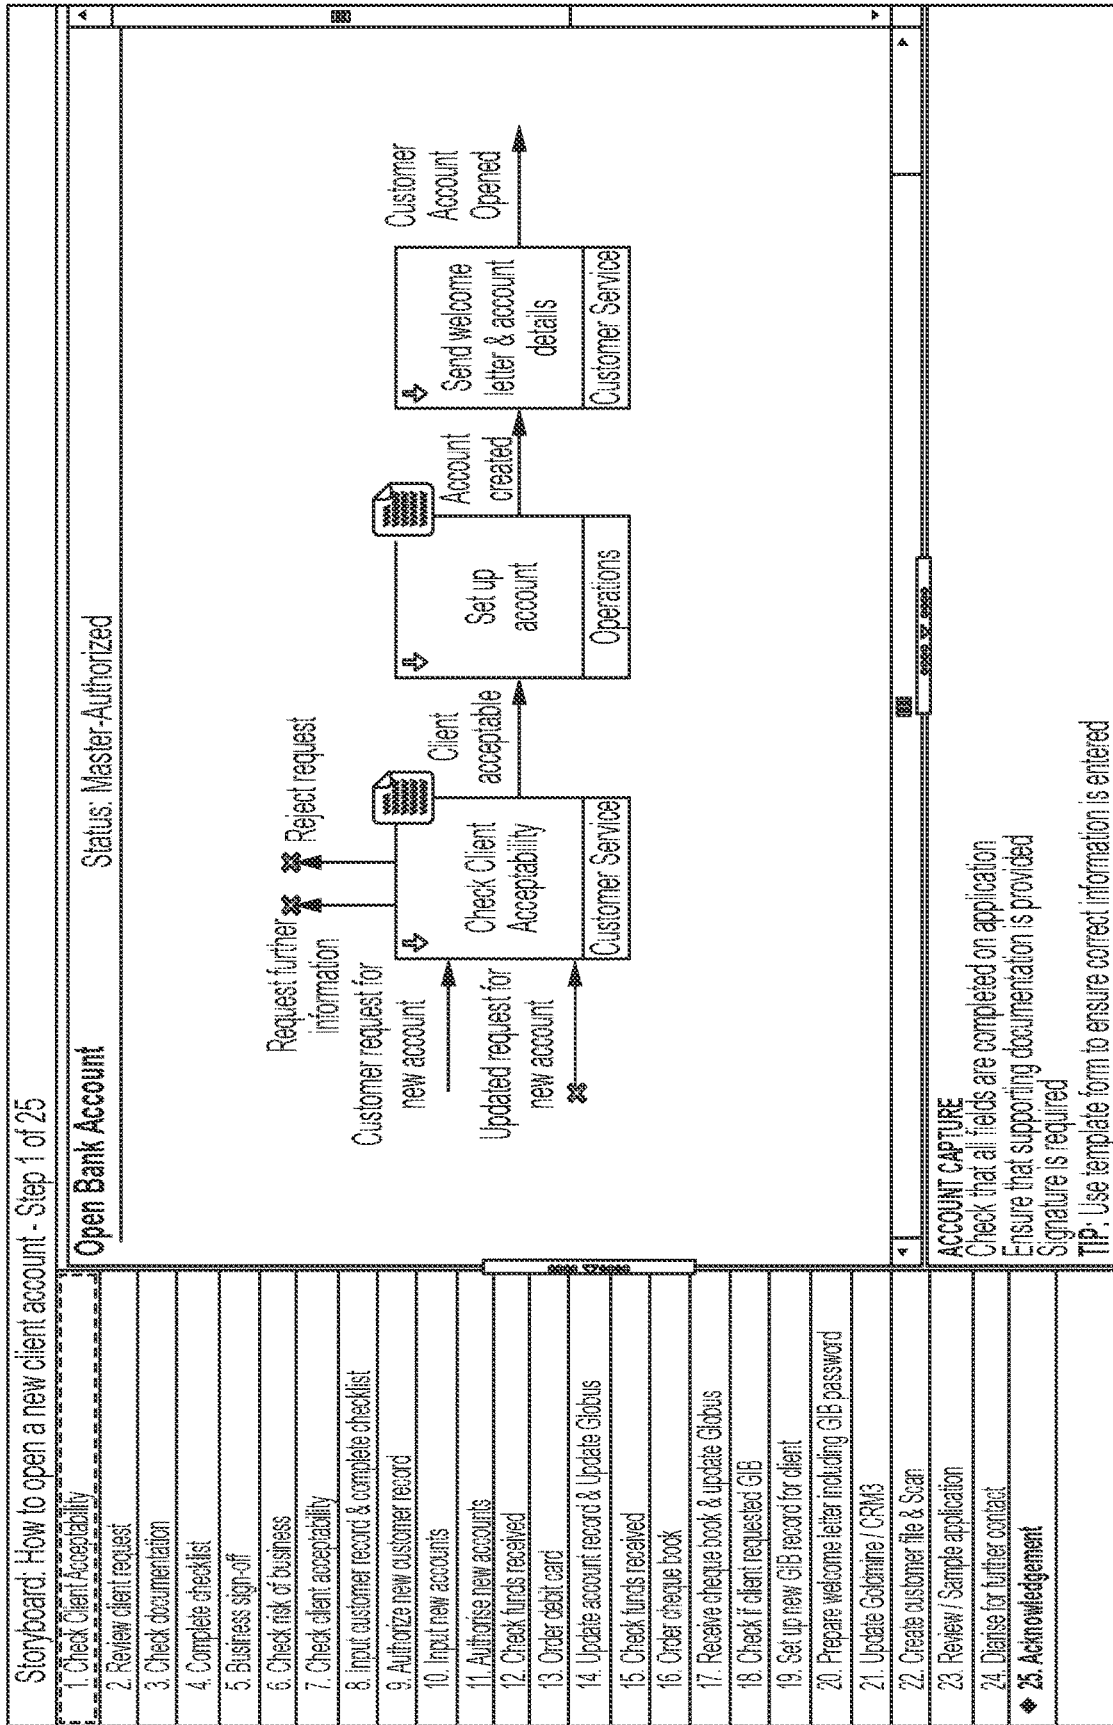 Storyboard. How to open a new client account - Step 1 of 25
1. Check Client Acceptability
2. Review client request
3. Check documentation
4. Complete checklist
5. Business sign-off
6. Check risk of business
7. Check client acceptability
8. Input customer record & complete checklist
9. Authorize new customer record
10. Input new accounts
11. Authorise new accounts
12. Check funds received
13. Order debit card
14. Update account record & Update Globus
15. Check funds received
16. Order cheque book
17. Receive cheque book & update Globus
18. Check if client requested GIB
19. Set up new GIB record for client
20. Prepare welcome letter including GIB password
21. Update Goldmine / CRM3
22. Create customer file & Scan
23. Review / Sample application
24. Diarise for further contact
25. Acknowledgement
Open Bank Account
Status: Master-Authorized
Request further
information
Reject request
Customer request for
new account
Updated request for
new account
Check Client
Acceptability
Customer Service
Client
acceptable
Set up
account
Operations
Account
created
Send welcome
letter & account
details
Customer Service
Customer
Account
Opened
ACCOUNT CAPTURE
Check that all fields are completed on application
Ensure that supporting documentation is provided
Signature is required
TIP: Use template form to ensure correct information is entered